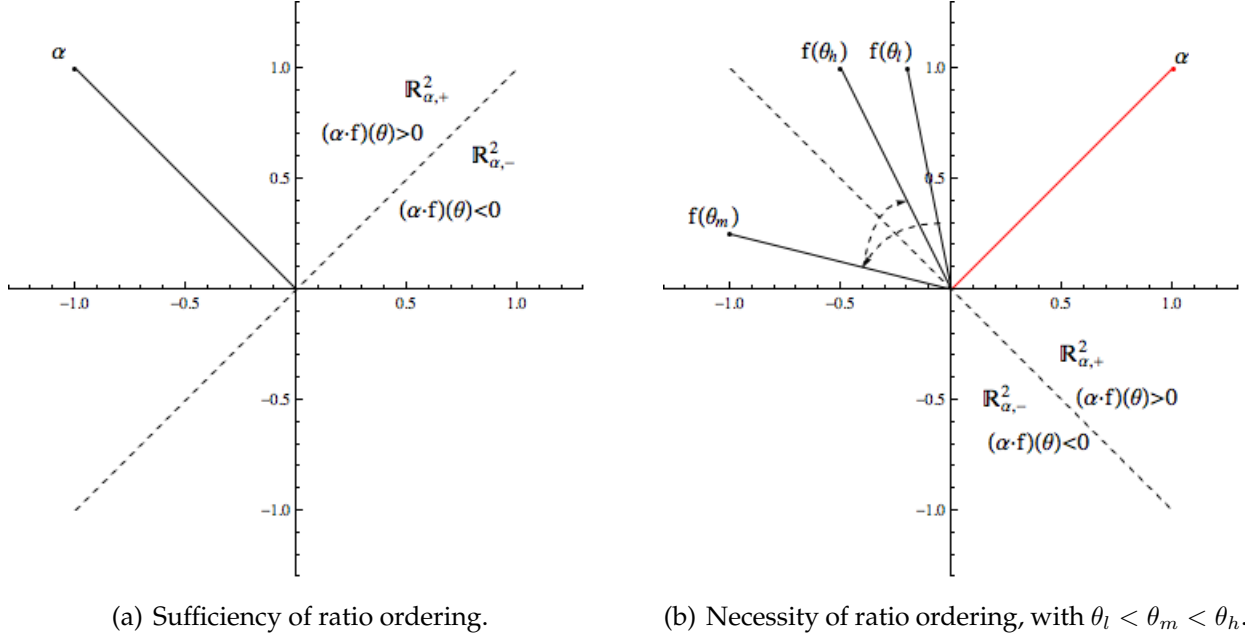 α
1.0
ℝ²α,+
(α·f)(θ)>0
ℝ²α,−
0.5
(α·f)(θ)<0
−1.0
−0.5
0.5
1.0
−0.5
−1.0
(a) Sufficiency of ratio ordering.
f(θh) f(θl)
α
1.0
0.5
f(θm)
−1.0
−0.5
0.5
1.0
ℝ²α,+
−0.5
ℝ²α,−
(α·f)(θ)>0
(α·f)(θ)<0
−1.0
(b) Necessity of ratio ordering, with θl < θm < θh.